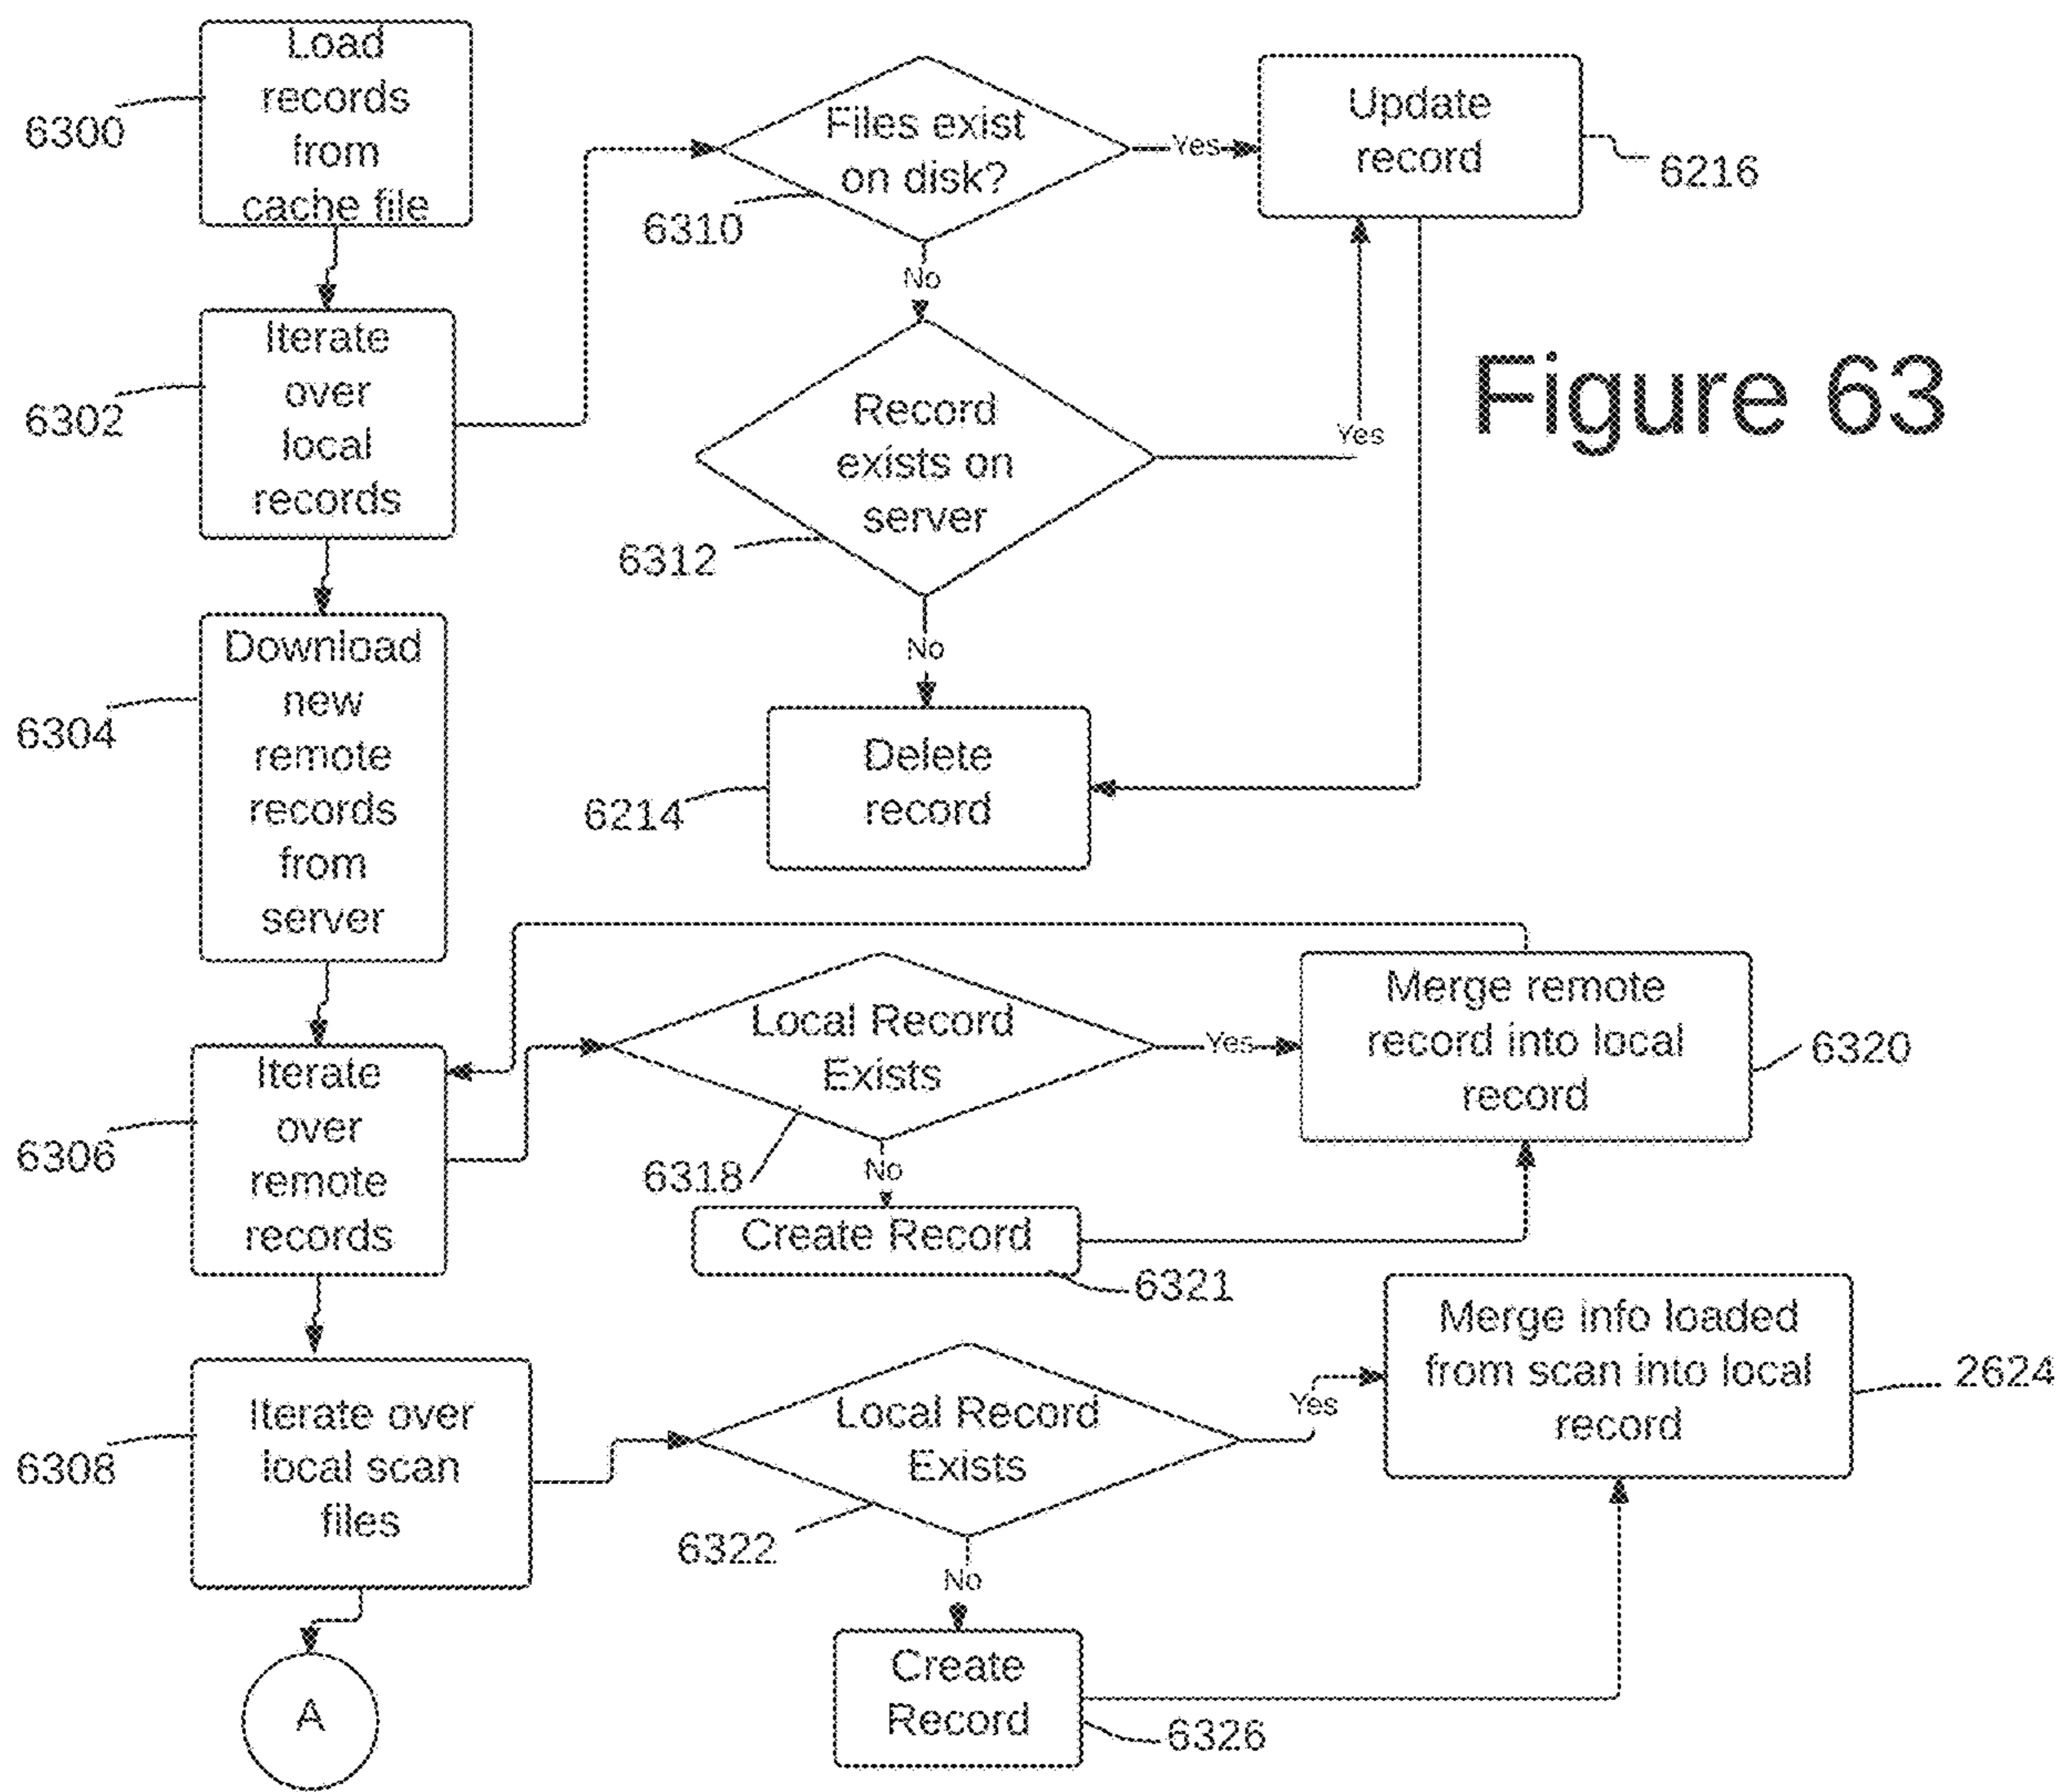 Load
records
from
cache file
6300
Files exist
on disk?
6310
Yes
Update
record
6216
No
Iterate
over
local
records
6302
Record
exists on
server
6312
Yes
Figure 63
No
Download
new
remote
records
from
server
6304
Delete
record
6214
Iterate
over
remote
records
6306
Local Record
Exists
6318
Yes
Merge remote
record into local
record
6320
No
Create Record
6321
Iterate over
local scan
files
6308
Local Record
Exists
6322
Yes
Merge info loaded
from scan into local
record
2624
No
Create
Record
6326
A